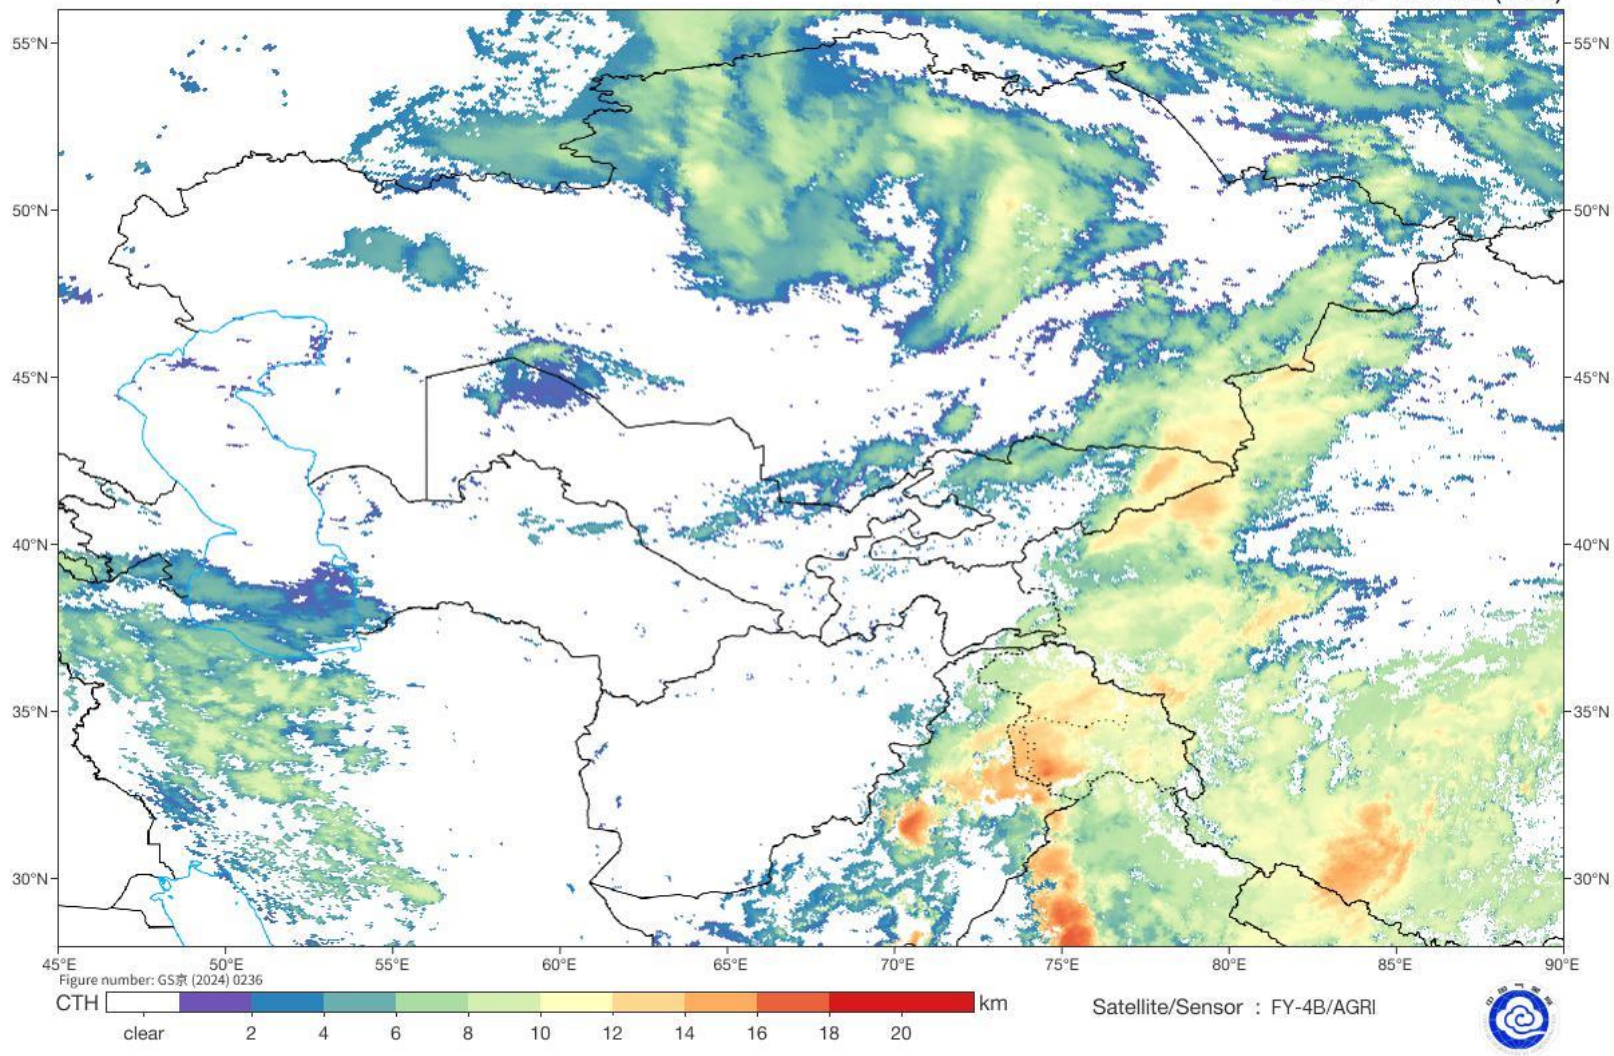 55°N
55°N
50°N
50°N
45°N
45°N
40°N
40°N
35°N
35°N
30°N
30°N
45°E
50°E
55°E
60°E
65°E
70°E
75°E
80°E
85°E
90°E
Figure number: GS京 (2024) 0236
CTH
km
clear
2
4
6
8
10
12
14
16
18
20
Satellite/Sensor : FY-4B/AGRI